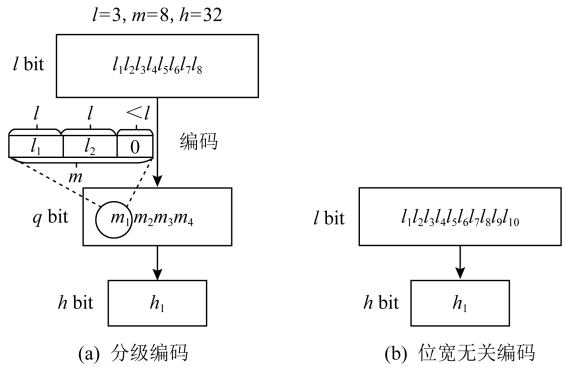 l=3, m=8, h=32
l bit
l₁l₂l₃l₄l₅l₆l₇l₈
l l <l
l₁ l₂ 0
m
编码
q bit
m₁m₂m₃m₄
l bit
l₁l₂l₃l₄l₅l₆l₇l₈l₉l₁₀
h bit
h₁
h bit
h₁
(a) 分级编码
(b) 位宽无关编码